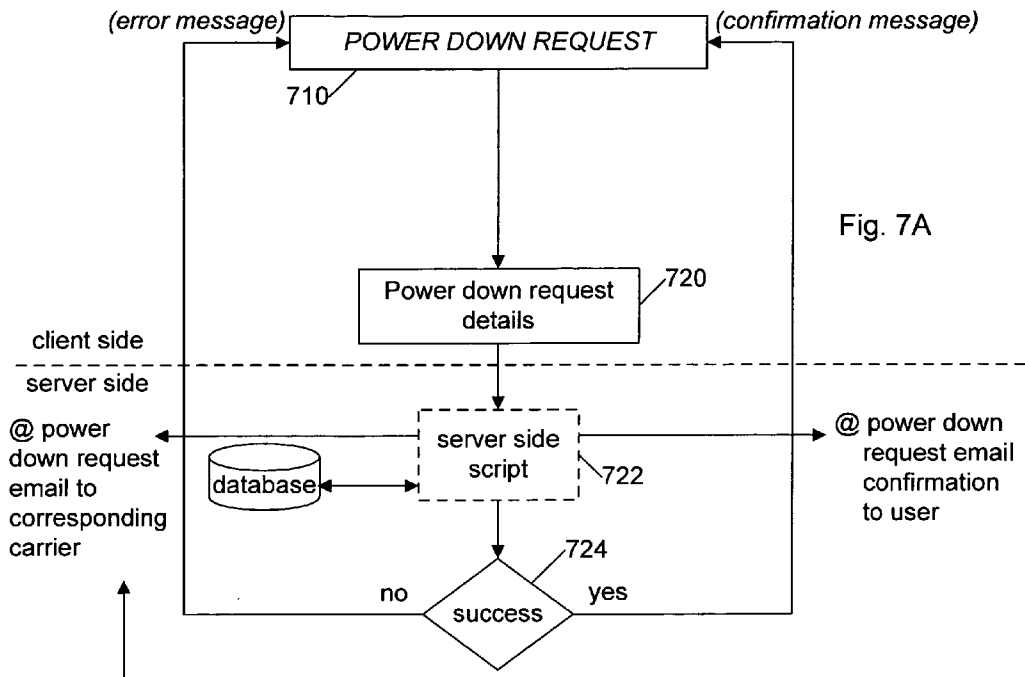 (error message)
(confirmation message)
POWER DOWN REQUEST
710
Fig. 7A
Power down request
details
720
client side
server side
@ power
down request
email to
corresponding
carrier
database
server side
script
722
@ power down
request email
confirmation
to user
724
no
success
yes